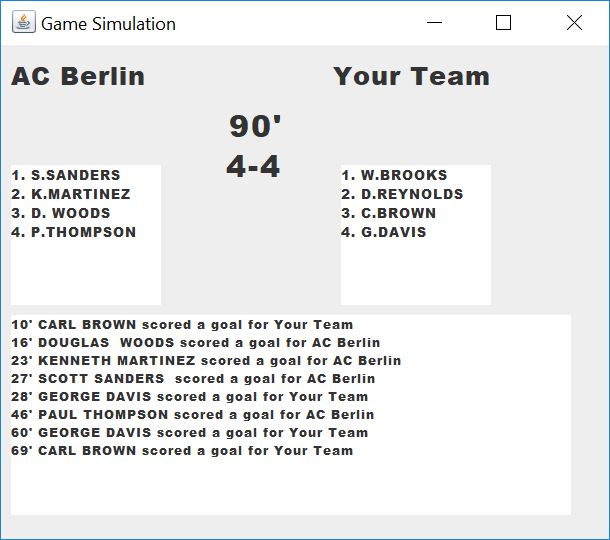 Game Simulation
AC Berlin
Your Team
90'
4-4
1. S.SANDERS
2. K.MARTINEZ
3. D. WOODS
4. P.THOMPSON
1. W.BROOKS
2. D.REYNOLDS
3. C.BROWN
4. G.DAVIS
10' CARL BROWN scored a goal for Your Team
16' DOUGLAS  WOODS scored a goal for AC Berlin
23' KENNETH MARTINEZ scored a goal for AC Berlin
27' SCOTT SANDERS  scored a goal for AC Berlin
28' GEORGE DAVIS scored a goal for Your Team
46' PAUL THOMPSON scored a goal for AC Berlin
60' GEORGE DAVIS scored a goal for Your Team
69' CARL BROWN scored a goal for Your Team